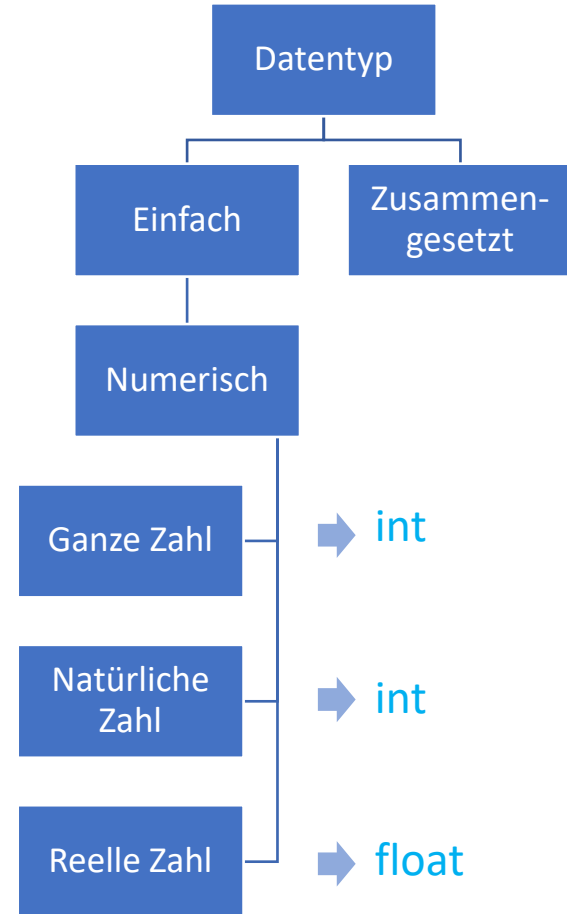 Datentyp
Einfach
Zusammen-
gesetzt
Numerisch
Ganze Zahl
int
Natürliche
Zahl
int
Reelle Zahl
float